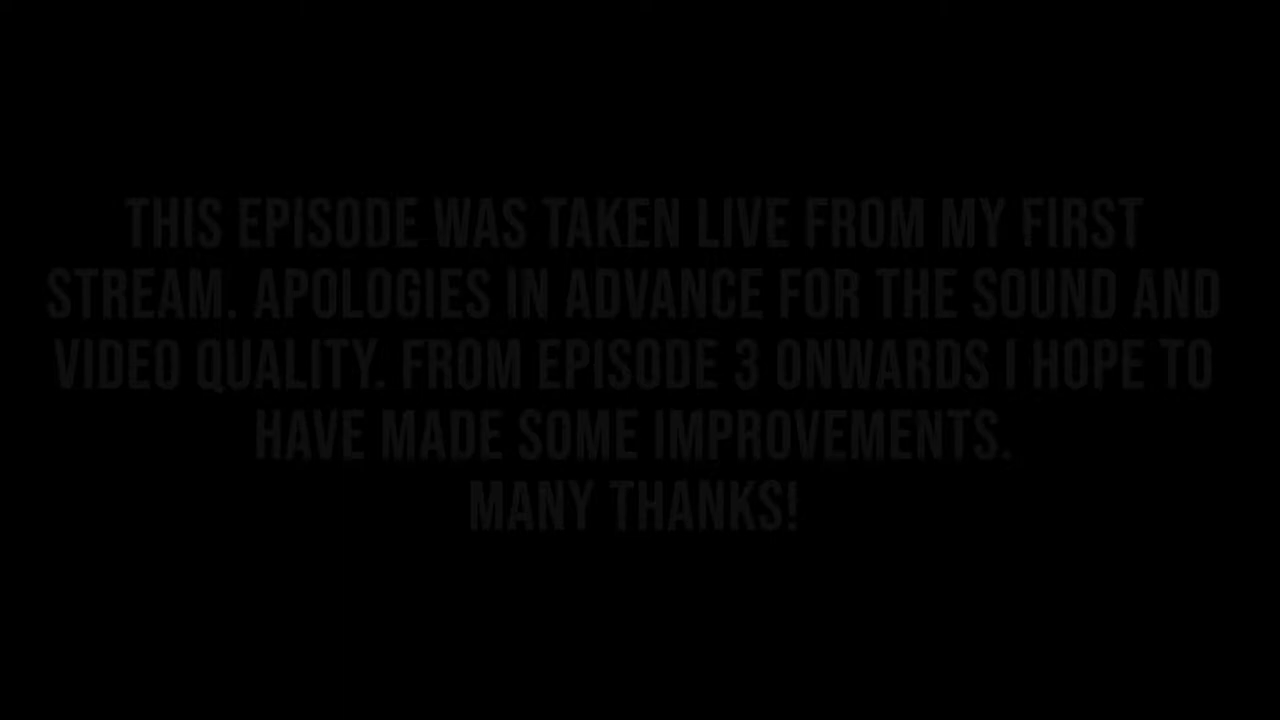 THIS EPISODE WAS TAKEN LIVE FROM MY FIRST
STREAM. APOLOGIES IN ADVANCE FOR THE SOUND AND
VIDEO QUALITY. FROM EPISODE 3 ONWARDS I HOPE TO
HAVE MADE SOME IMPROVEMENTS.
MANY THANKS!